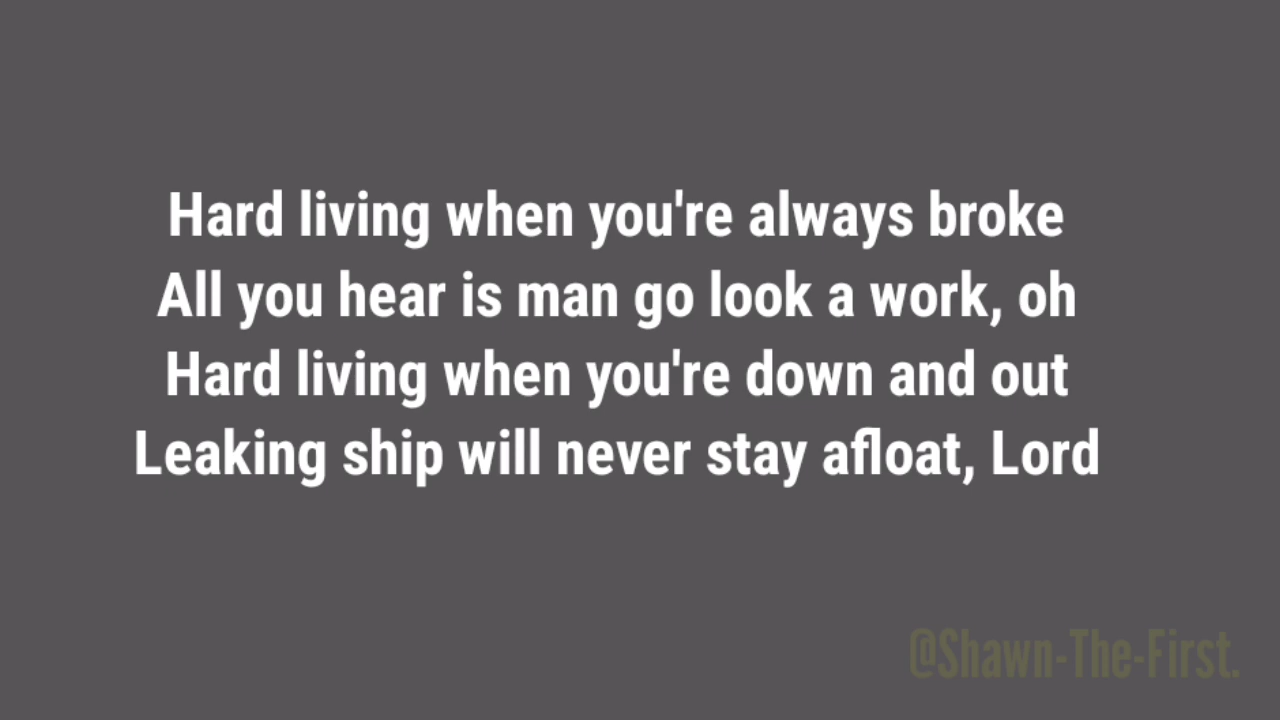 Hard living when you're always broke
All you hear is man go look a work, oh
Hard living when you're down and out
Leaking ship will never stay afloat, Lord
@Shawn-The-First.